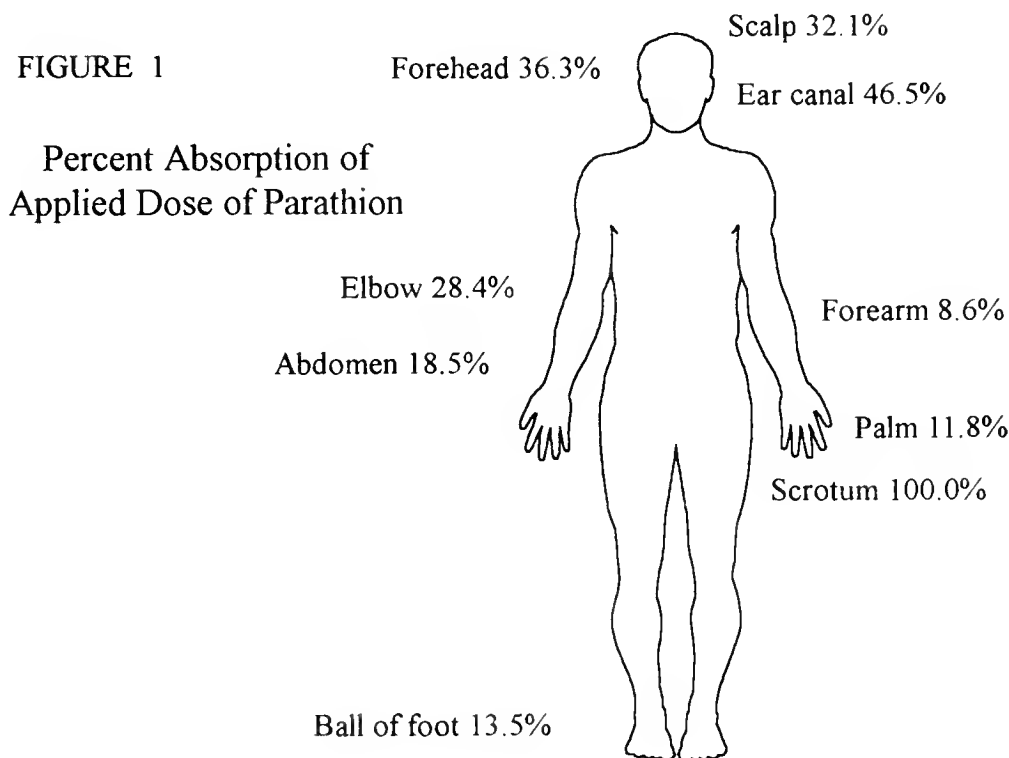 FIGURE 1
Percent Absorption of
Applied Dose of Parathion
Scalp 32.1%
Forehead 36.3%
Ear canal 46.5%
Elbow 28.4%
Forearm 8.6%
Abdomen 18.5%
Palm 11.8%
Scrotum 100.0%
Ball of foot 13.5%